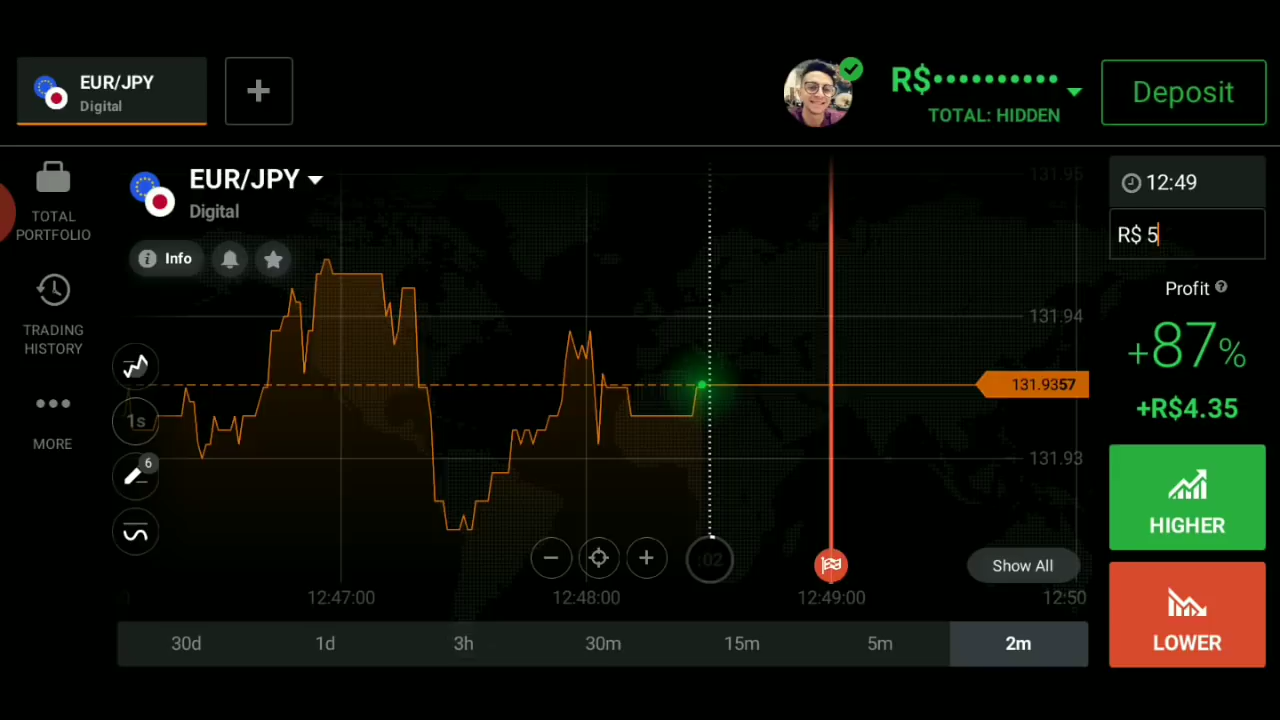 EUR/JPY
Digital
+
R$••••••••••
TOTAL: HIDDEN
Deposit
TOTAL
PORTFOLIO
TRADING
HISTORY
MORE
EUR/JPY
Digital
Info
1s
6
131.95
131.94
131.9357
131.93
:02
Show All
12:47:00
12:48:00
12:49:00
12:50
30d
1d
3h
30m
15m
5m
2m
12:49
R$ 5
Profit ?
+87%
+R$4.35
HIGHER
LOWER